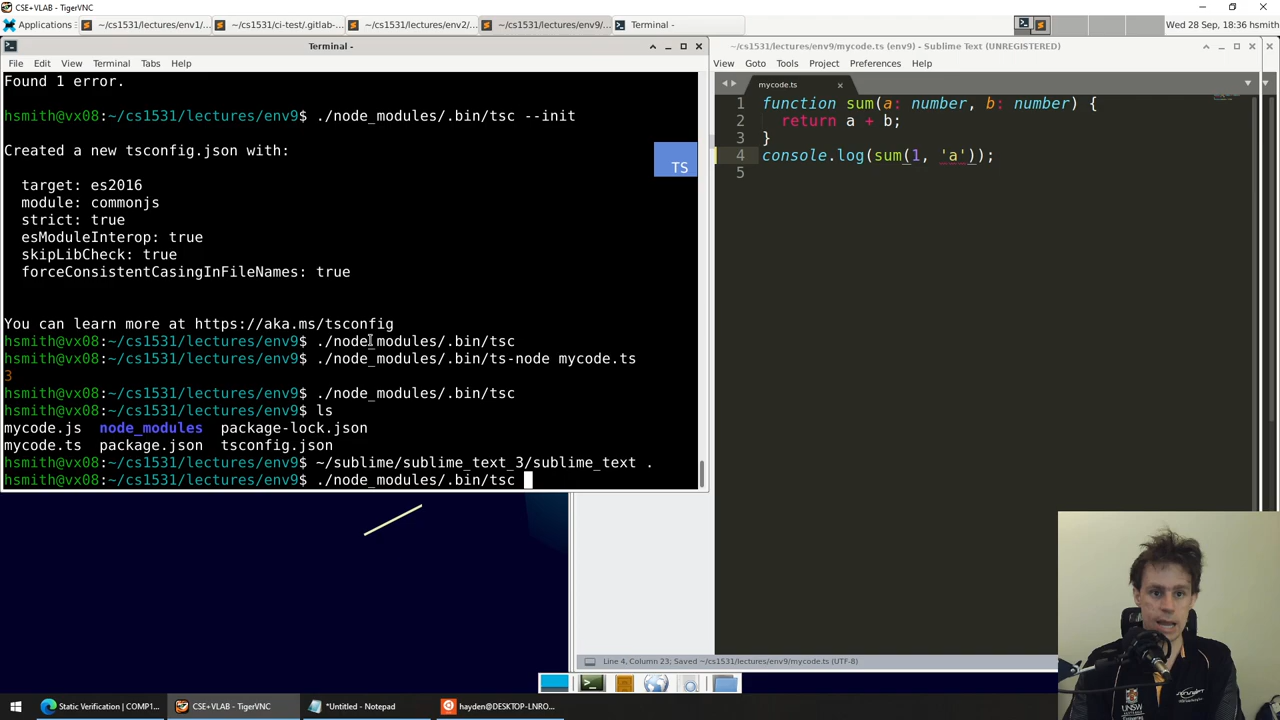 CSE+VLAB - TigerVNC
Applications
~/cs1531/lectures/env1/...
~/cs1531/ci-test/.gitlab-...
~/cs1531/lectures/env2/...
~/cs1531/lectures/env9/...
Terminal -
Wed 28 Sep, 18:36 hsmith
Terminal -
File Edit View Terminal Tabs Help
Found 1 error.
hsmith@vx08:~/cs1531/lectures/env9$ ./node_modules/.bin/tsc --init
Created a new tsconfig.json with:
TS
target: es2016
module: commonjs
strict: true
esModuleInterop: true
skipLibCheck: true
forceConsistentCasingInFileNames: true
You can learn more at https://aka.ms/tsconfig
hsmith@vx08:~/cs1531/lectures/env9$ ./node_modules/.bin/tsc
hsmith@vx08:~/cs1531/lectures/env9$ ./node_modules/.bin/ts-node mycode.ts
3
hsmith@vx08:~/cs1531/lectures/env9$ ./node_modules/.bin/tsc
hsmith@vx08:~/cs1531/lectures/env9$ ls
mycode.js node_modules package-lock.json
mycode.ts package.json tsconfig.json
hsmith@vx08:~/cs1531/lectures/env9$ ~/sublime/sublime_text_3/sublime_text .
hsmith@vx08:~/cs1531/lectures/env9$ ./node_modules/.bin/tsc
~/cs1531/lectures/env9/mycode.ts (env9) - Sublime Text (UNREGISTERED)
View Goto Tools Project Preferences Help
mycode.ts
1 function sum(a: number, b: number) {
2 return a + b;
3 }
4 console.log(sum(1, 'a'));
5
Line 4, Column 23; Saved ~/cs1531/lectures/env9/mycode.ts (UTF-8)
Static Verification | COMP1...
CSE+VLAB - TigerVNC
*Untitled - Notepad
hayden@DESKTOP-LNRO...